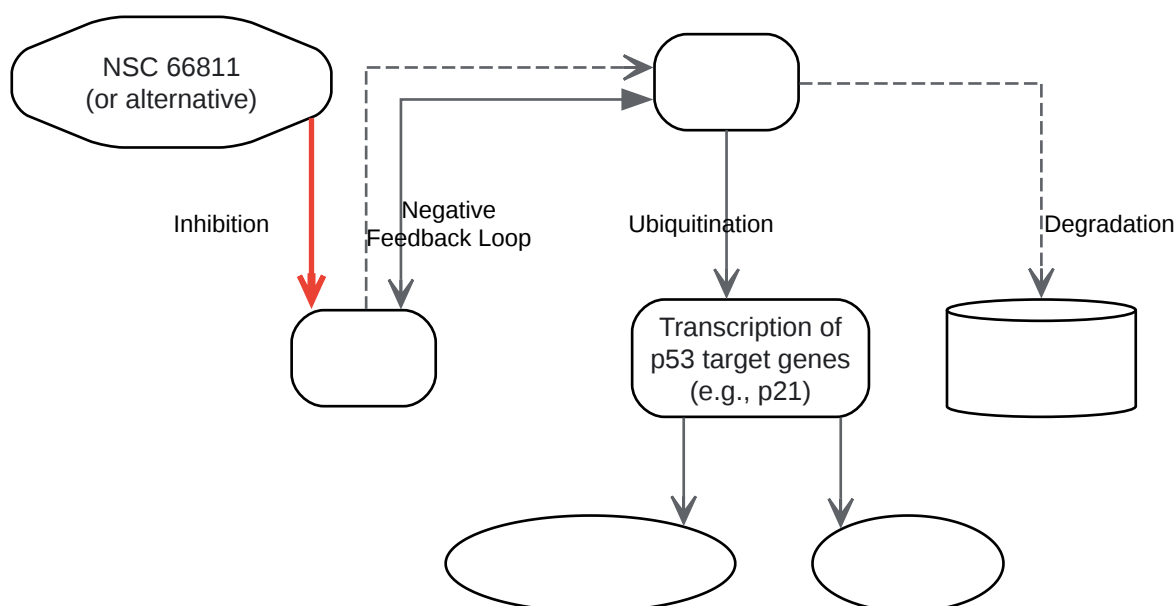 NSC 66811
(or alternative)
Inhibition
Negative
Feedback Loop
Ubiquitination
Degradation
Transcription of
p53 target genes
(e.g., p21)